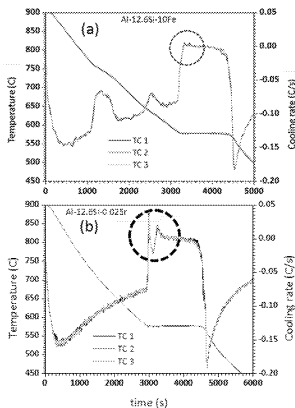 Al-12.6Si-10Fe
(a)
900
850
800
750
700
650
600
550
500
450
Temperature (C)
0.05
0.00
-0.05
-0.10
-0.15
-0.20
Cooling rate (C/s)
TC 1
TC 2
TC 3
0 1000 2000 3000 4000 5000
Al-12.6Si-0.02Sr
(b)
900
850
800
750
700
650
600
550
500
450
Temperature (C)
0.05
0.00
-0.05
-0.10
-0.15
-0.20
Cooling rate (C/s)
TC 1
TC 2
TC 3
0 1000 2000 3000 4000 5000 6000
time (s)